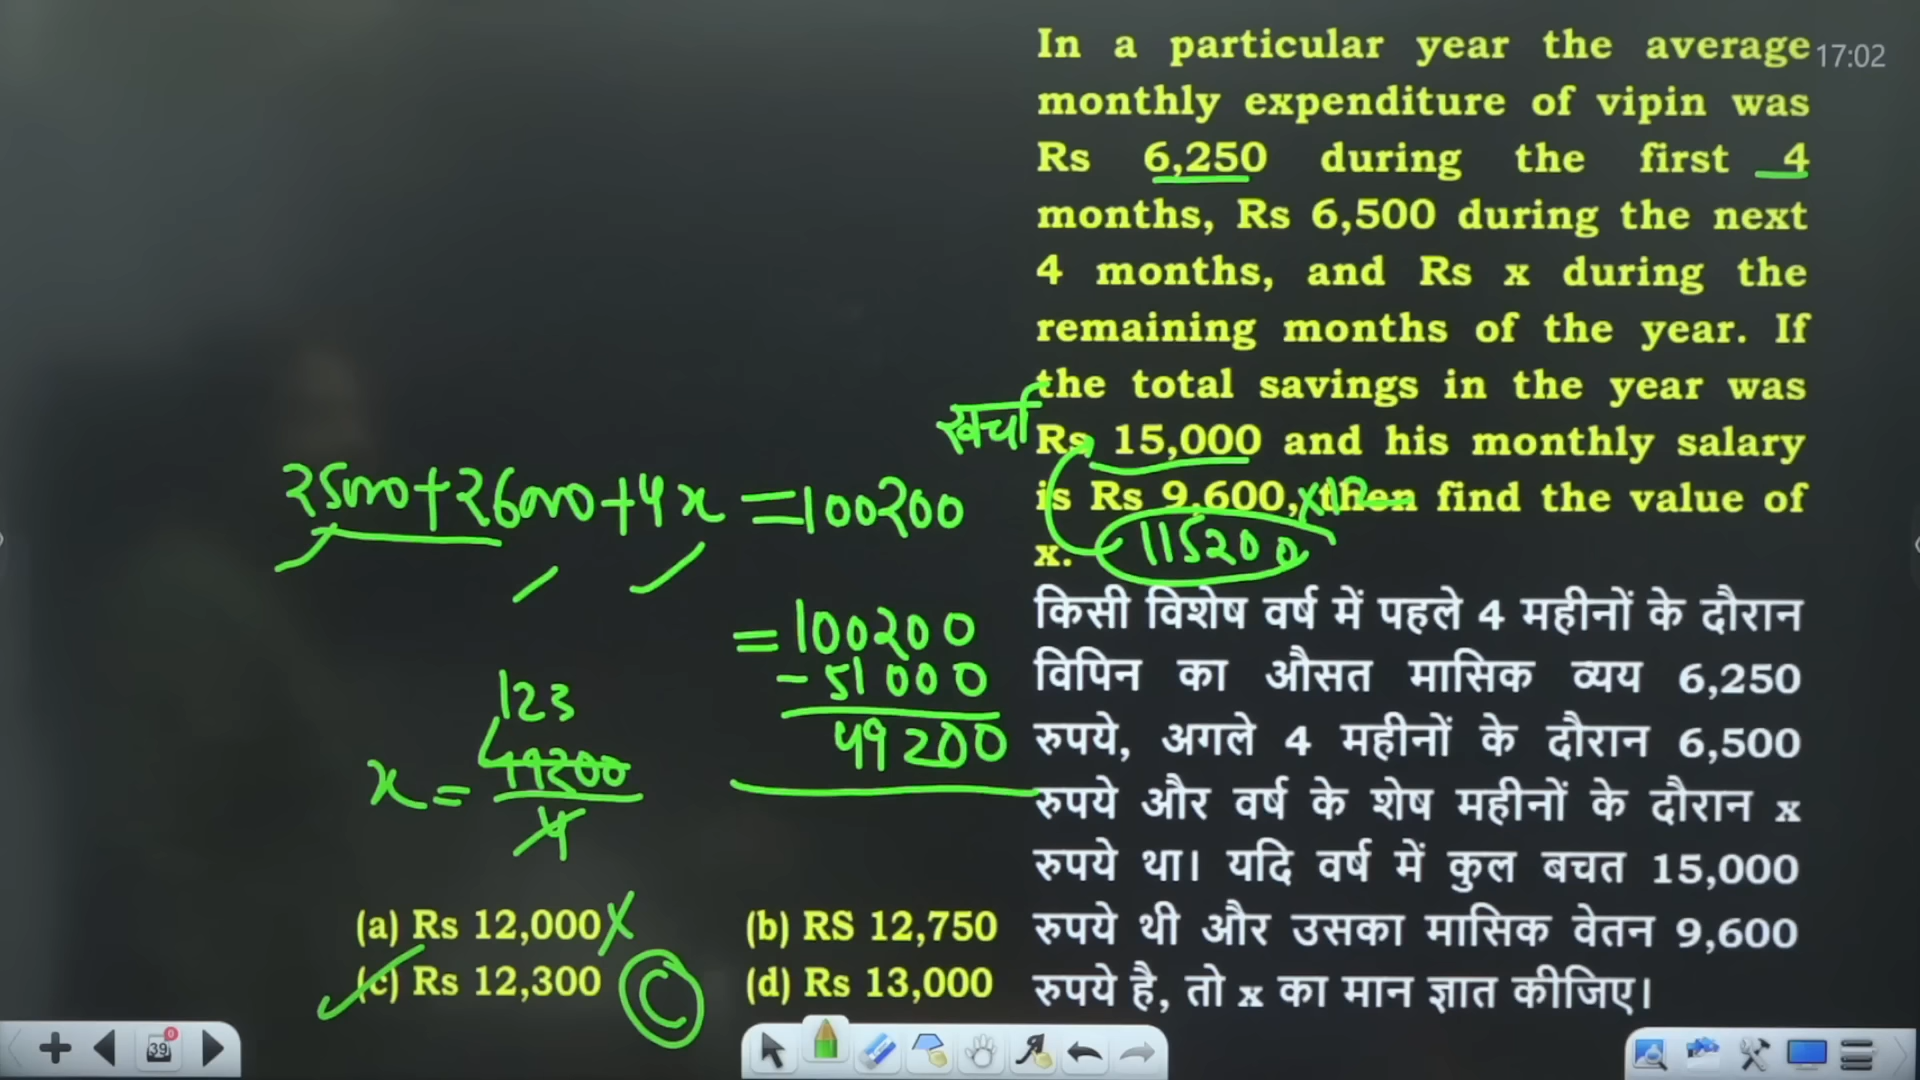 In a particular year the average
17:02
monthly expenditure of vipin was
Rs 6,250 during the first 4
months, Rs 6,500 during the next
4 months, and Rs x during the
remaining months of the year. If
the total savings in the year was
खर्चा
Rs 15,000 and his monthly salary
is Rs 9,600, then find the value of
×12
x.
115200
25000+26000+4x=100200
=100200
-51000
49200
123
x=49200
4
किसी विशेष वर्ष में पहले 4 महीनों के दौरान
विपिन का औसत मासिक व्यय 6,250
रुपये, अगले 4 महीनों के दौरान 6,500
रुपये और वर्ष के शेष महीनों के दौरान x
रुपये था। यदि वर्ष में कुल बचत 15,000
रुपये थी और उसका मासिक वेतन 9,600
रुपये है, तो x का मान ज्ञात कीजिए।
(a) Rs 12,000 (b) RS 12,750
(c) Rs 12,300 (d) Rs 13,000
C
39
0